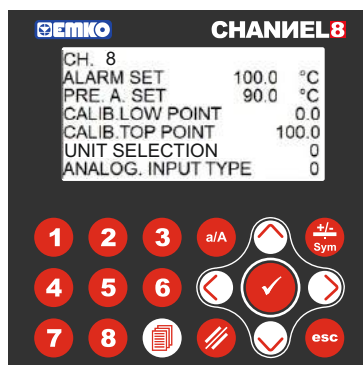 EMKO CHANNEL8
CH. 8
ALARM SET 100.0 °C
PRE. A. SET 90.0 °C
CALIB.LOW POINT 0.0
CALIB.TOP POINT 100.0
UNIT SELECTION 0
ANALOG. INPUT TYPE 0
1 2 3 a/A +/- . Sym
4 5 6
7 8 esc